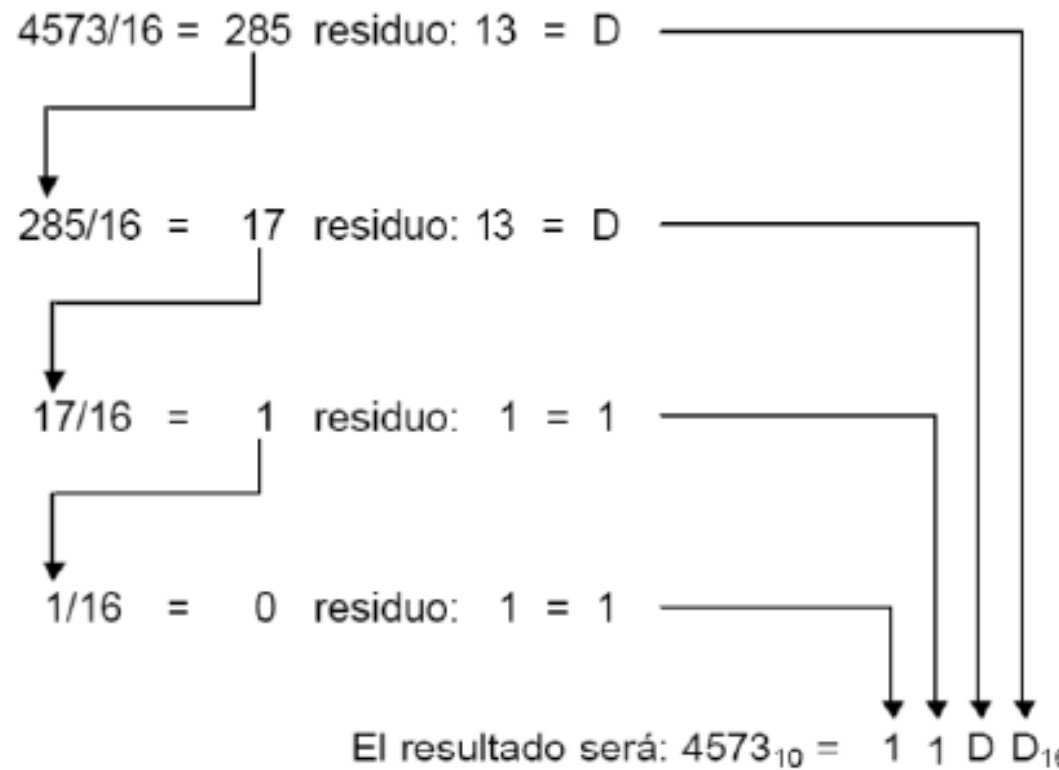 4573/16 = 285 residuo: 13 = D
285/16 = 17 residuo: 13 = D
17/16 = 1 residuo: 1 = 1
1/16 = 0 residuo: 1 = 1
El resultado será: 4573₁₀ = 1 1 D D₁₆